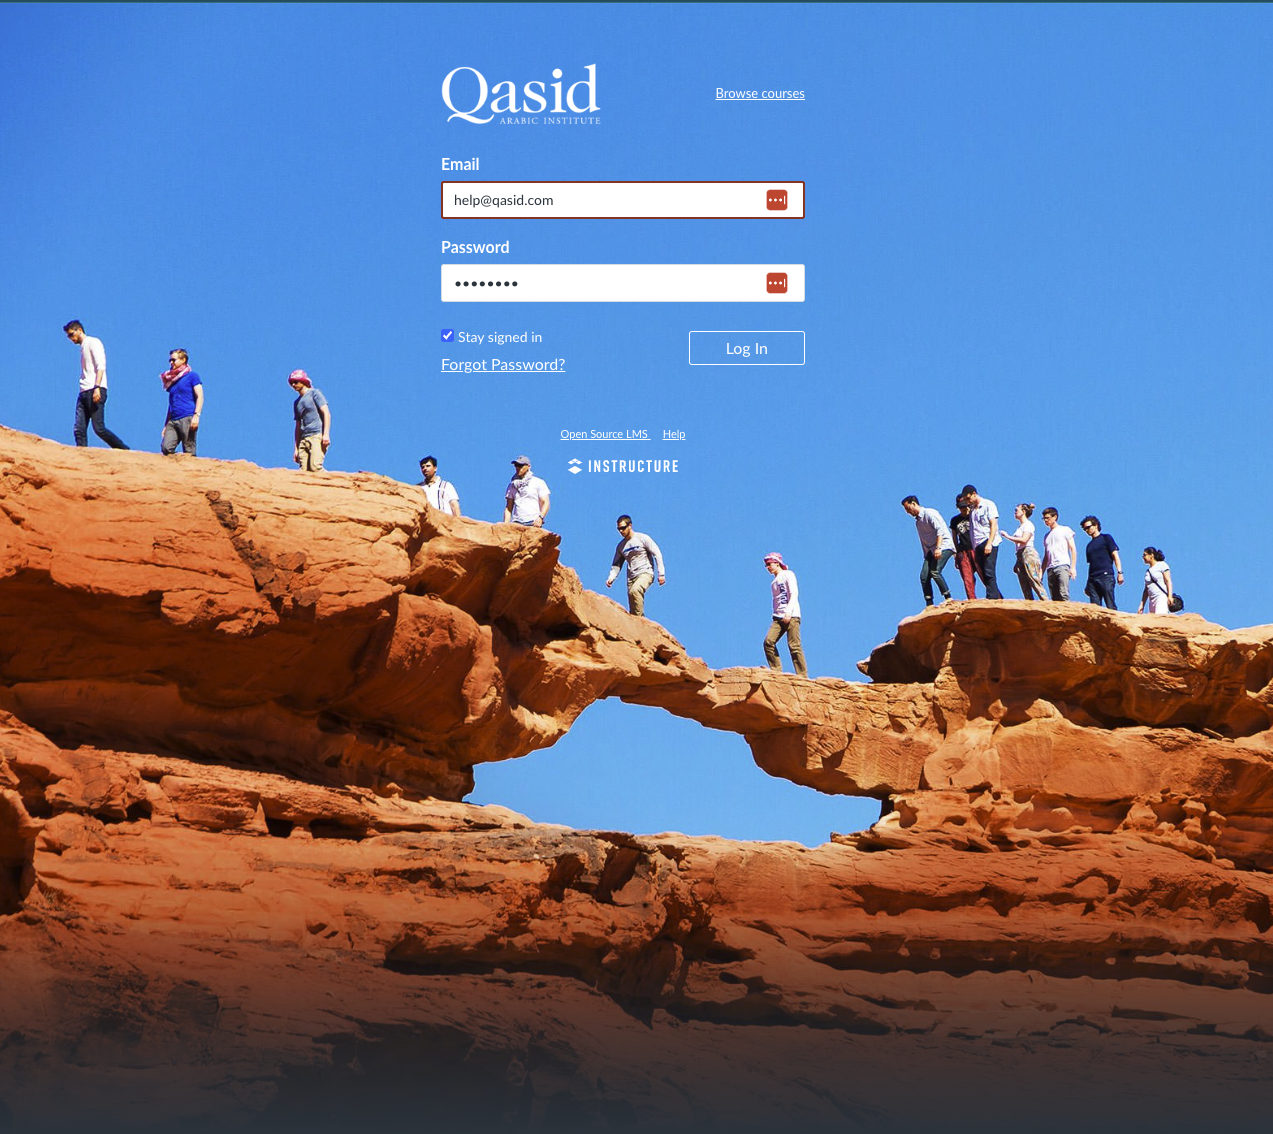 Qasid
ARABIC INSTITUTE
Browse courses
Email
help@qasid.com
Password
Stay signed in
Log In
Forgot Password?
Open Source LMS Help
INSTRUCTURE